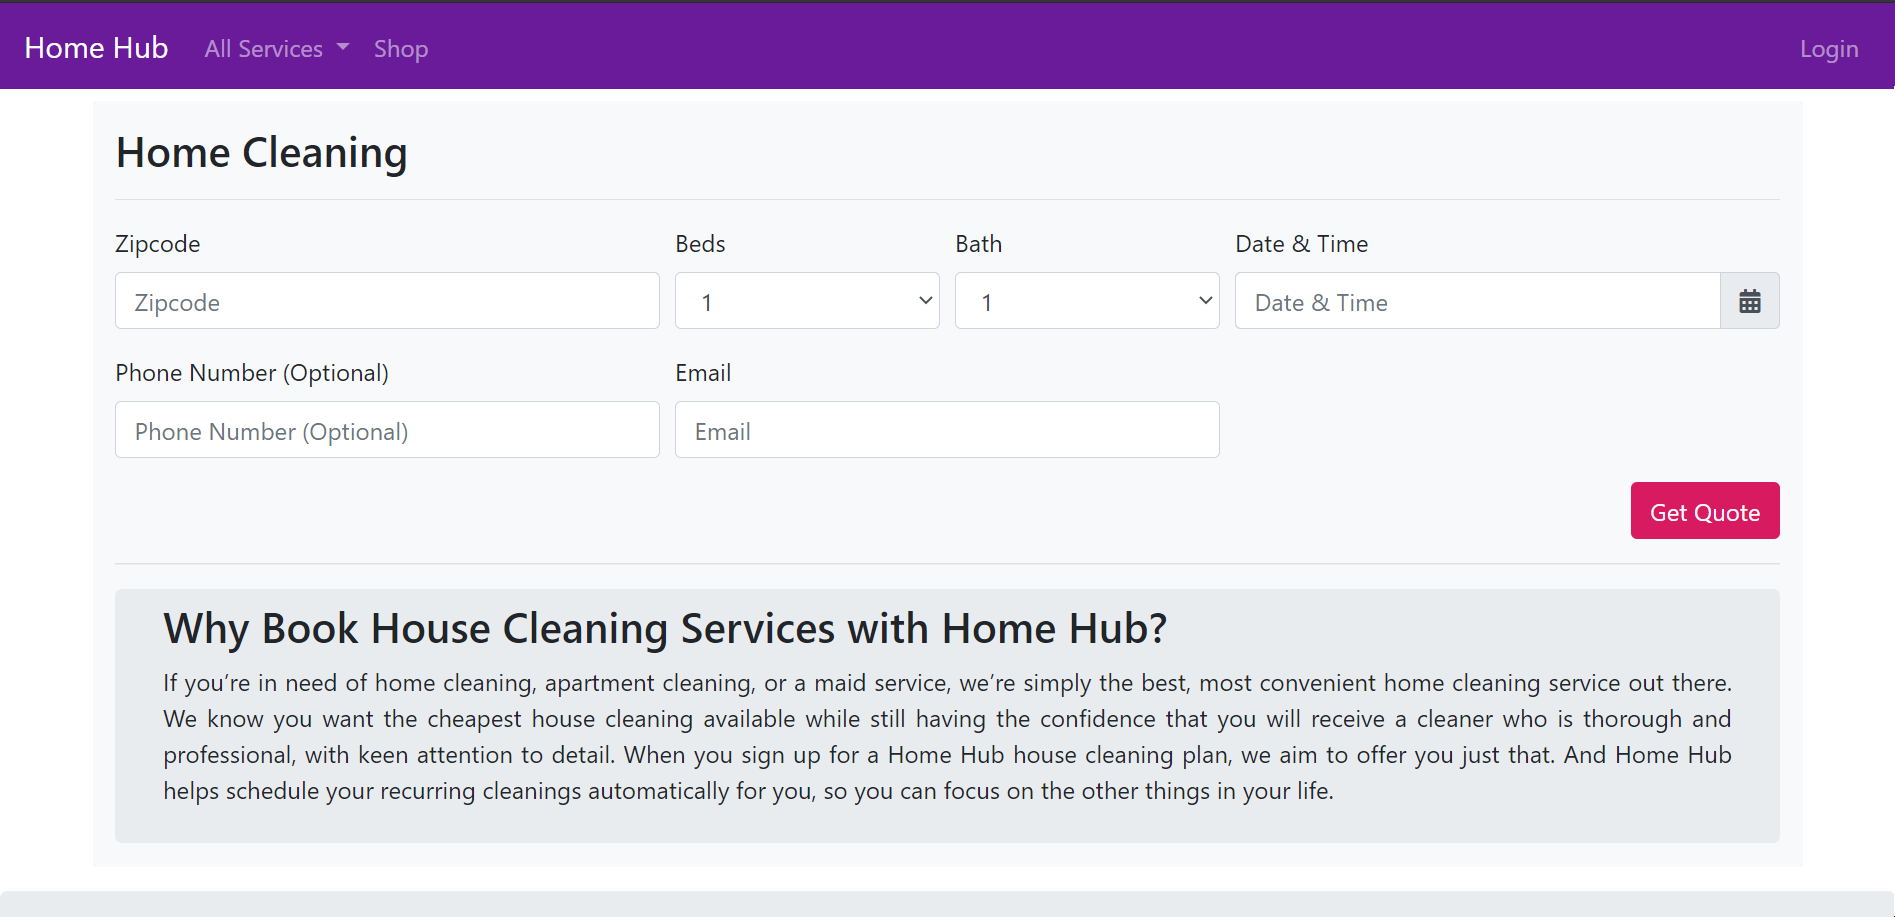 Home Hub All Services Shop Login
Home Cleaning
Zipcode Beds Bath Date & Time
Zipcode 1 1 Date & Time
Phone Number (Optional) Email
Phone Number (Optional) Email
Get Quote
Why Book House Cleaning Services with Home Hub?
If you’re in need of home cleaning, apartment cleaning, or a maid service, we’re simply the best, most convenient home cleaning service out there.
We know you want the cheapest house cleaning available while still having the confidence that you will receive a cleaner who is thorough and
professional, with keen attention to detail. When you sign up for a Home Hub house cleaning plan, we aim to offer you just that. And Home Hub
helps schedule your recurring cleanings automatically for you, so you can focus on the other things in your life.